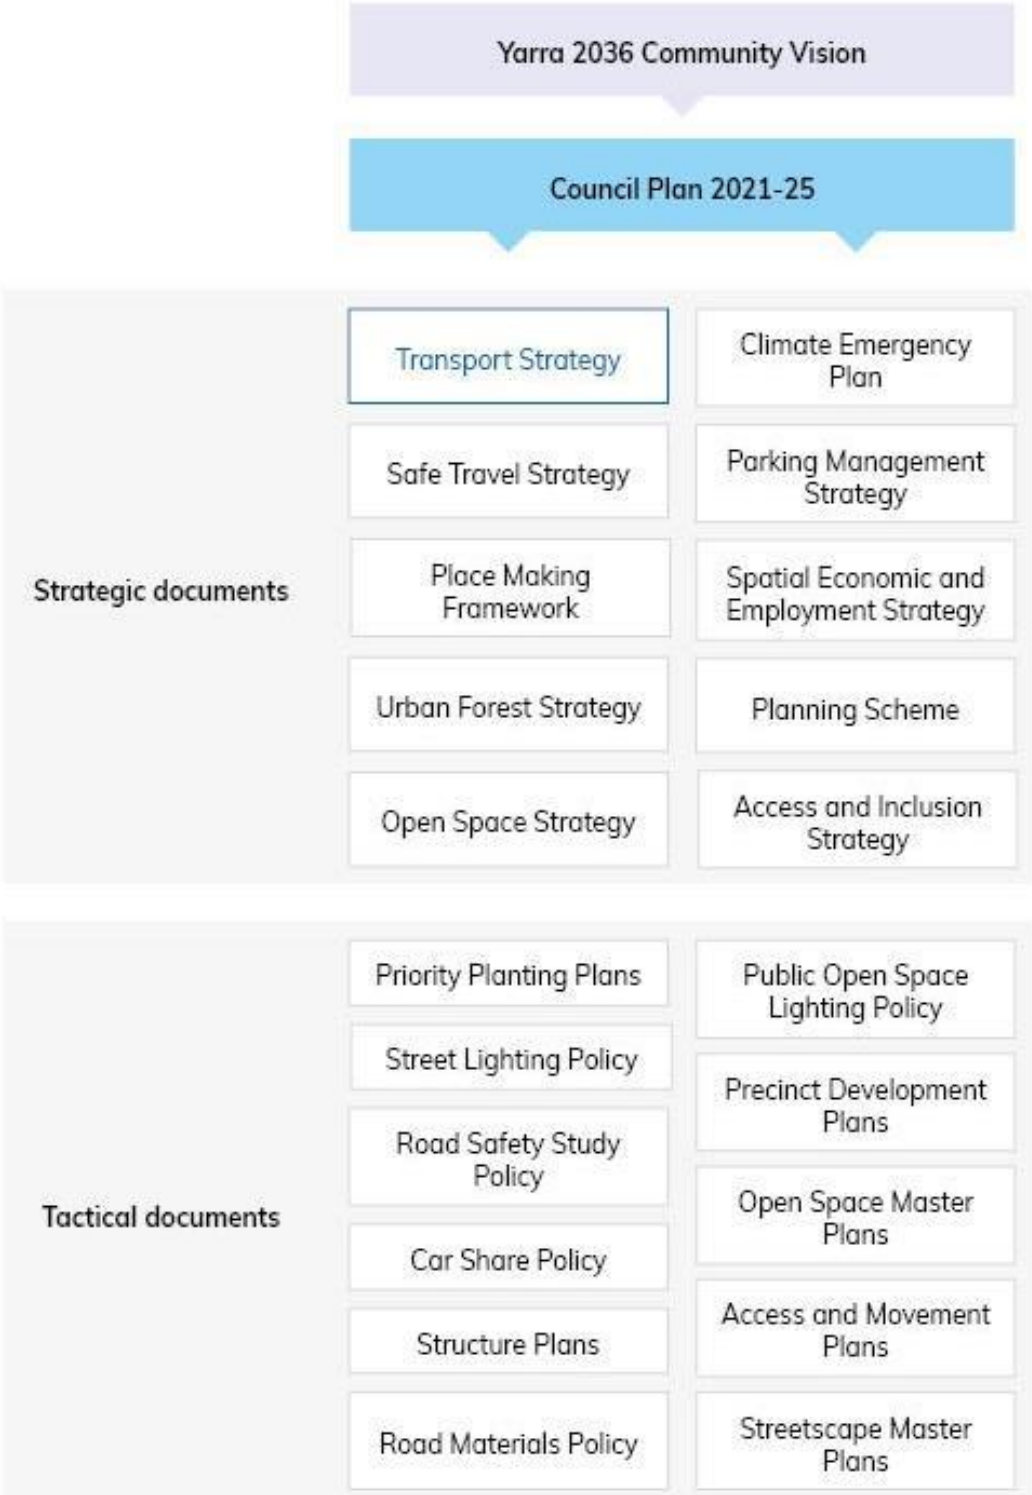 Yarra 2036 Community Vision
Council Plan 2021-25
Strategic documents
Transport Strategy
Climate Emergency
Plan
Safe Travel Strategy
Parking Management
Strategy
Place Making
Framework
Spatial Economic and
Employment Strategy
Urban Forest Strategy
Planning Scheme
Open Space Strategy
Access and Inclusion
Strategy
Tactical documents
Priority Planting Plans
Street Lighting Policy
Road Safety Study
Policy
Car Share Policy
Structure Plans
Road Materials Policy
Public Open Space
Lighting Policy
Precinct Development
Plans
Open Space Master
Plans
Access and Movement
Plans
Streetscape Master
Plans